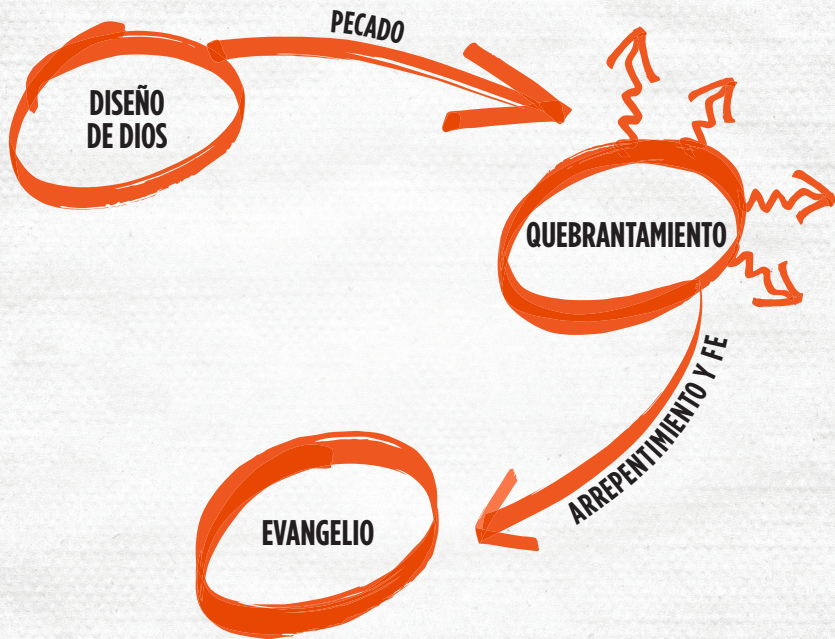 PECADO
DISEÑO
DE DIOS
QUEBRANTAMIENTO
ARREPENTIMIENTO Y FE
EVANGELIO